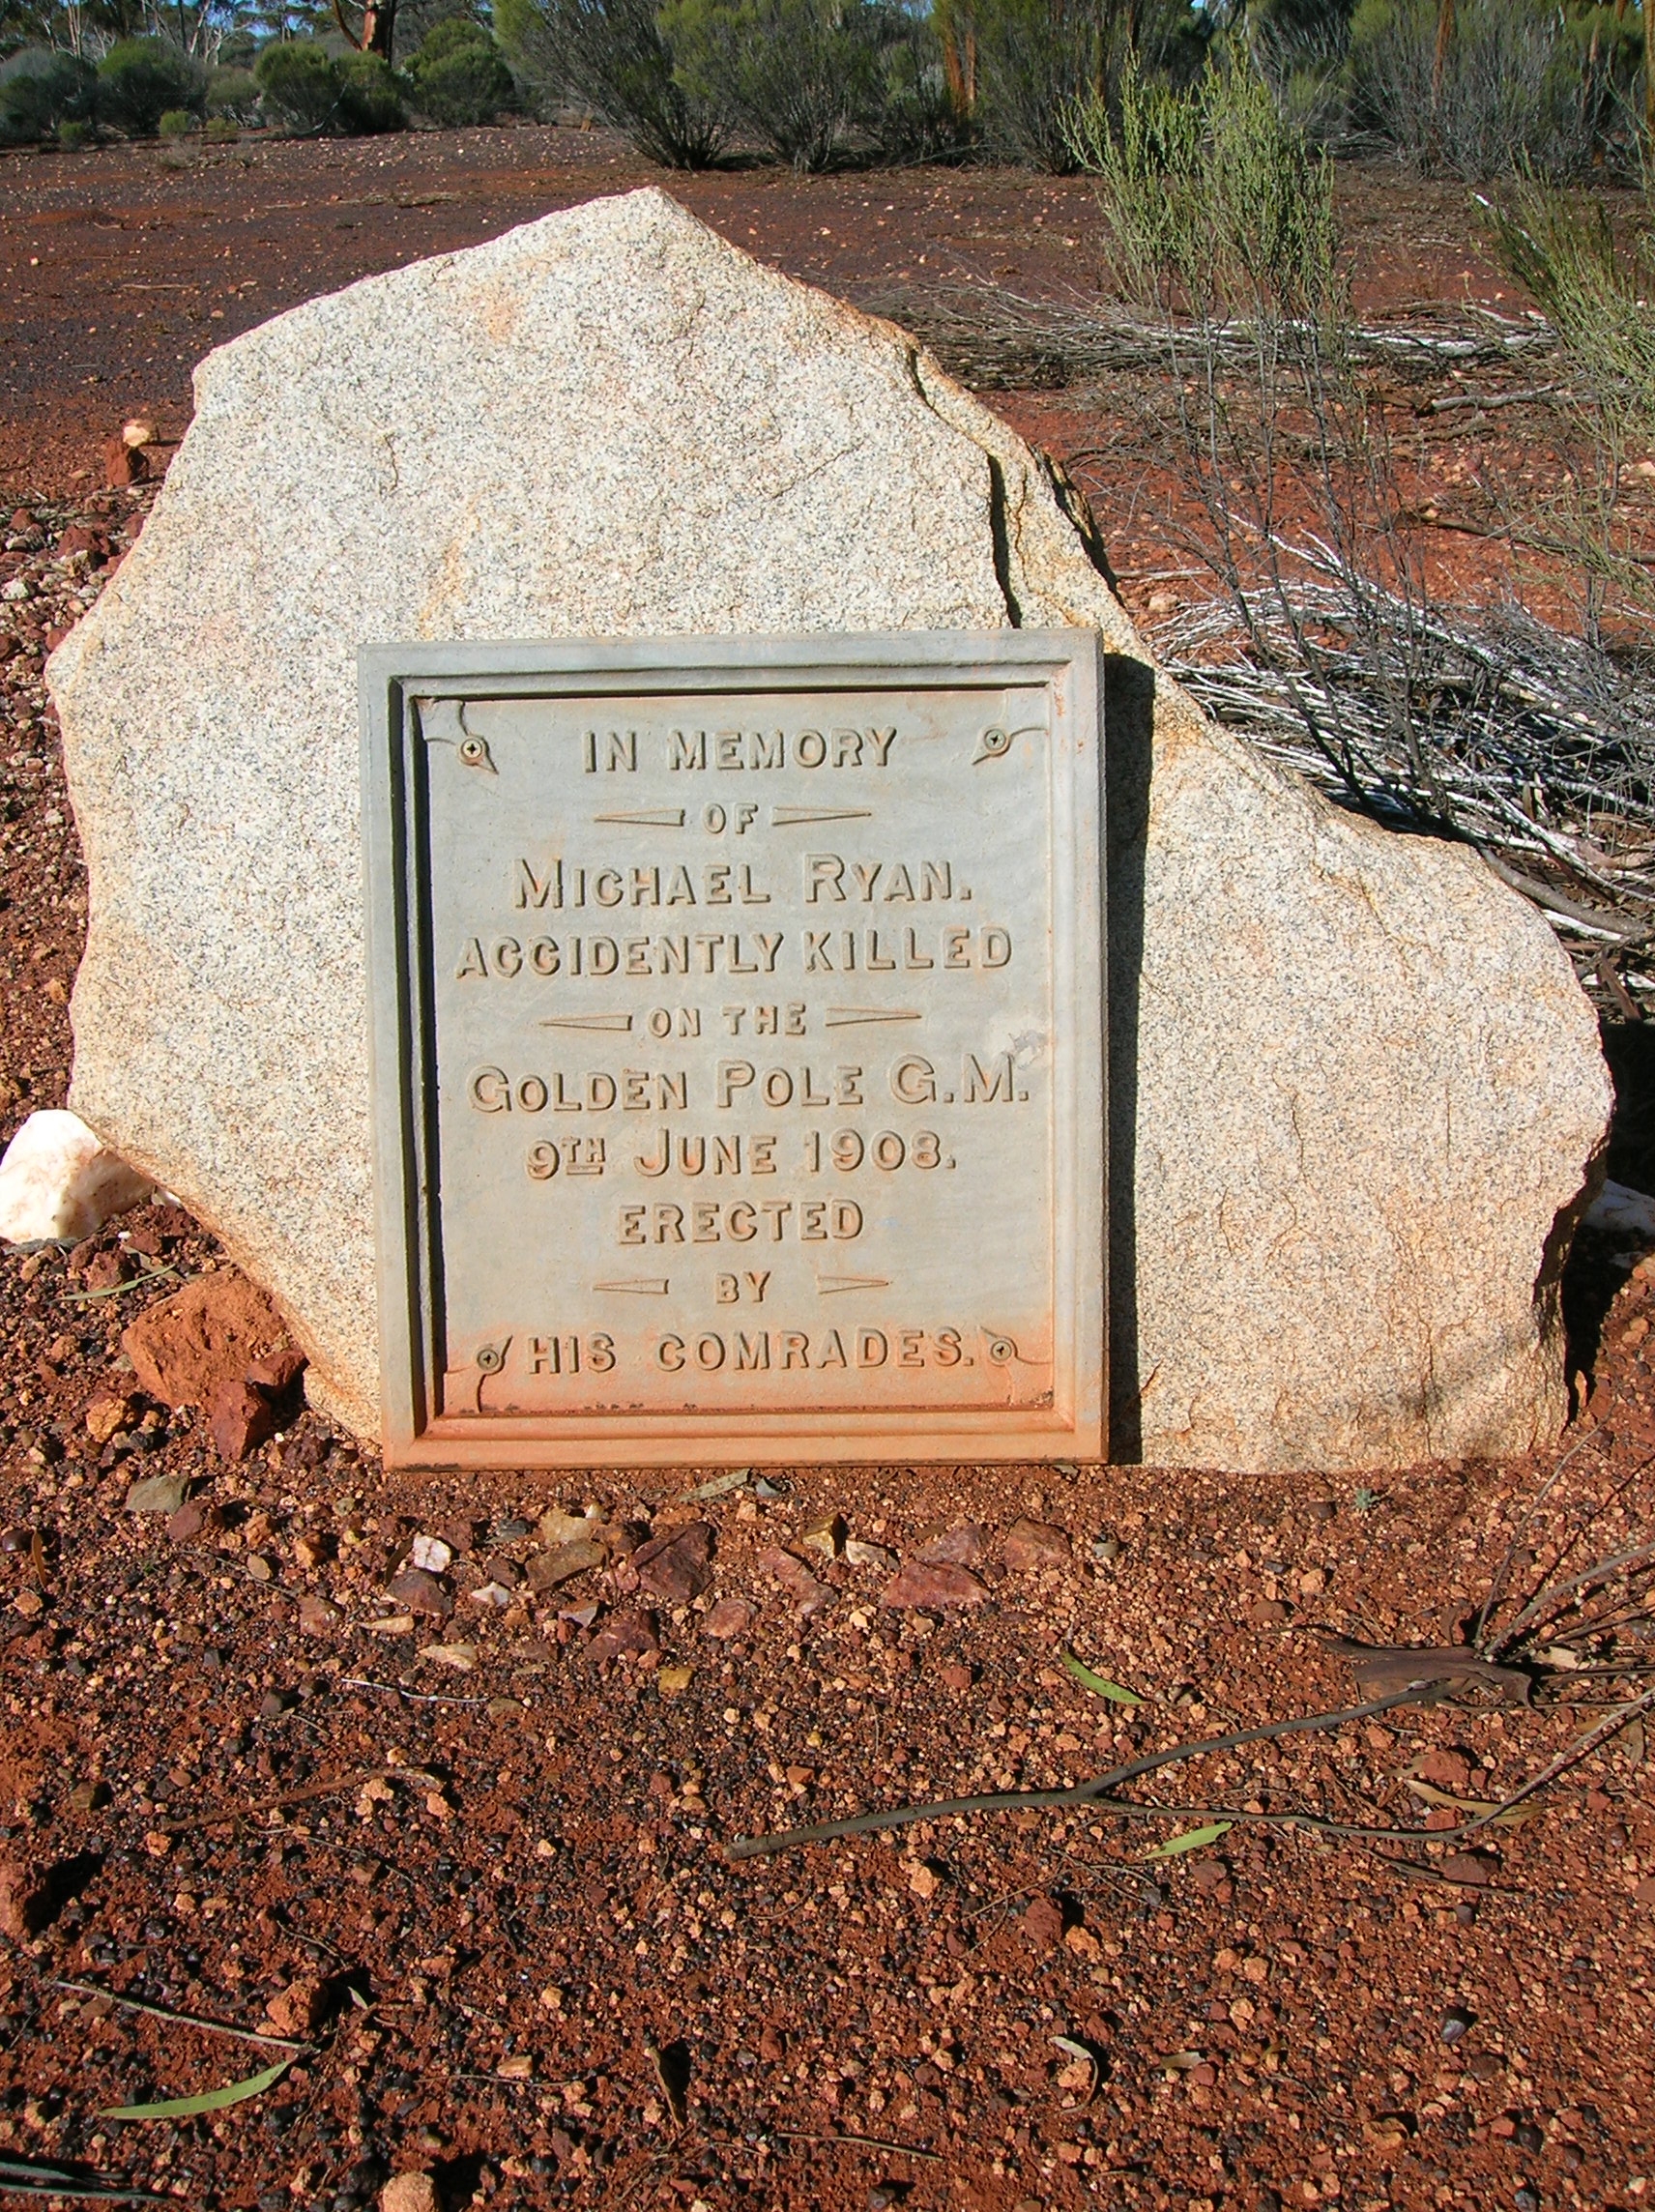 IN MEMORY
OF
MICHAEL RYAN.
ACCIDENTLY KILLED
ON THE
GOLDEN POLE G.M.
9TH JUNE 1908.
ERECTED
BY
HIS COMRADES.